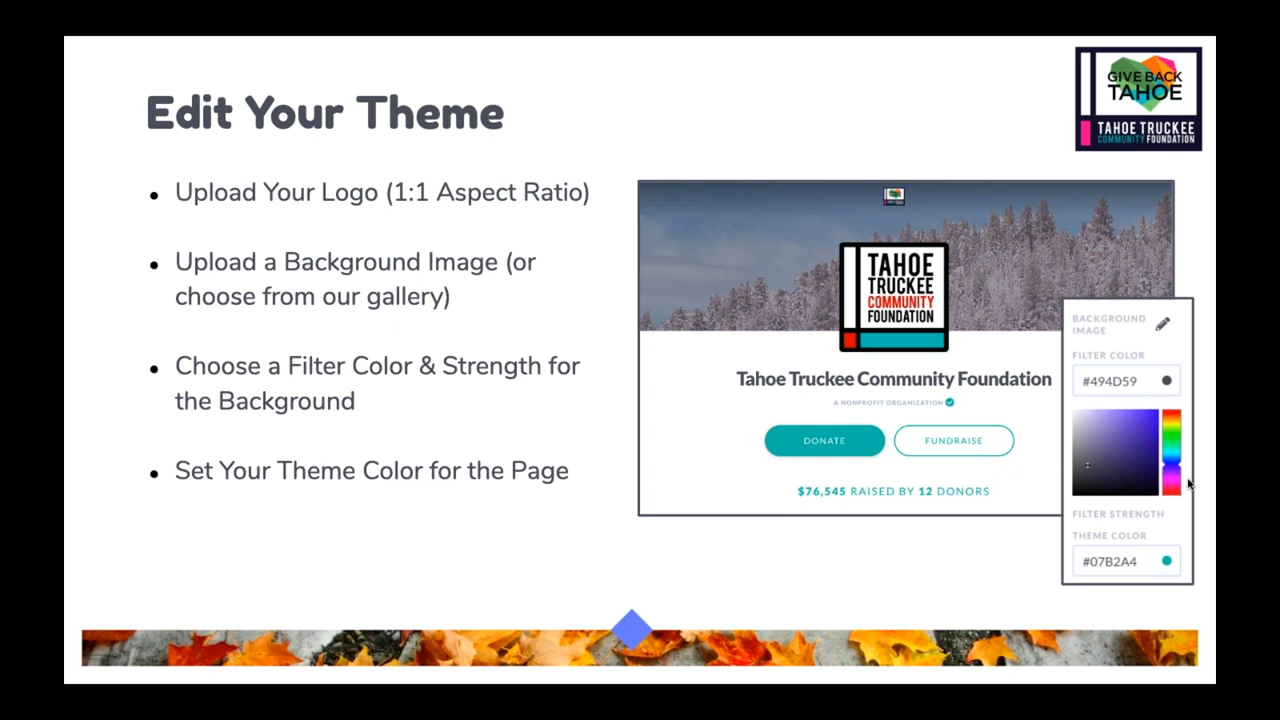 GIVE BACK
TAHOE
TAHOE TRUCKEE
COMMUNITY FOUNDATION
Edit Your Theme
• Upload Your Logo (1:1 Aspect Ratio)
• Upload a Background Image (or
choose from our gallery)
• Choose a Filter Color & Strength for
the Background
• Set Your Theme Color for the Page
TAHOE
TRUCKEE
COMMUNITY
FOUNDATION
Tahoe Truckee Community Foundation
A NONPROFIT ORGANIZATION
DONATE
FUNDRAISE
$76,545 RAISED BY 12 DONORS
BACKGROUND
IMAGE
FILTER COLOR
#494D59
FILTER STRENGTH
THEME COLOR
#07B2A4